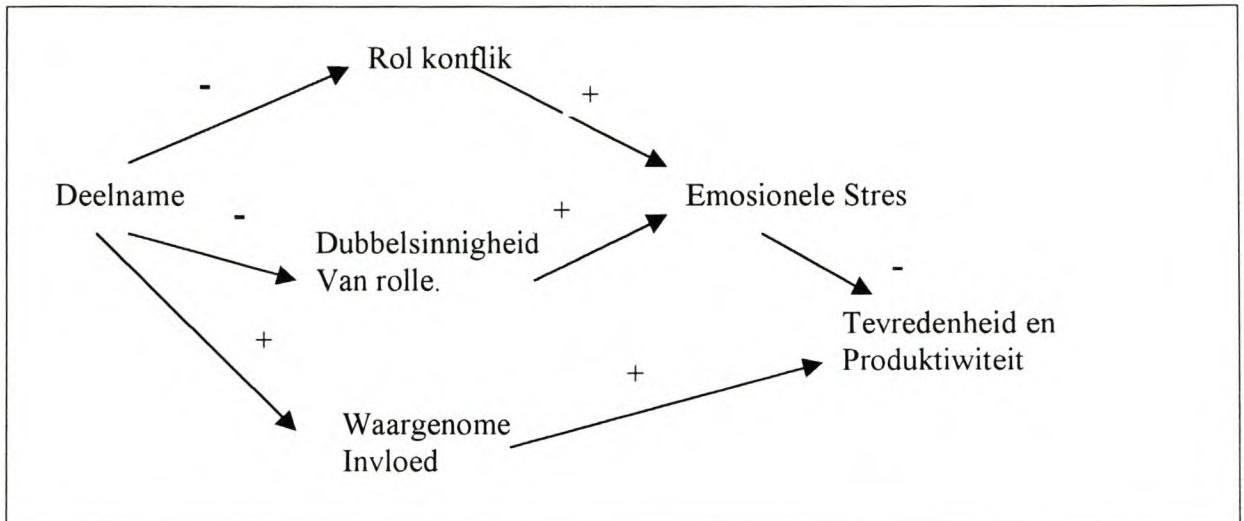 Rol konflik
-
+
Deelname
Emosionele Stres
-
+
Dubbelsinnigheid
Van rolle.
-
Tevredenheid en
Produktiwiteit
+
+
Waargenome
Invloed